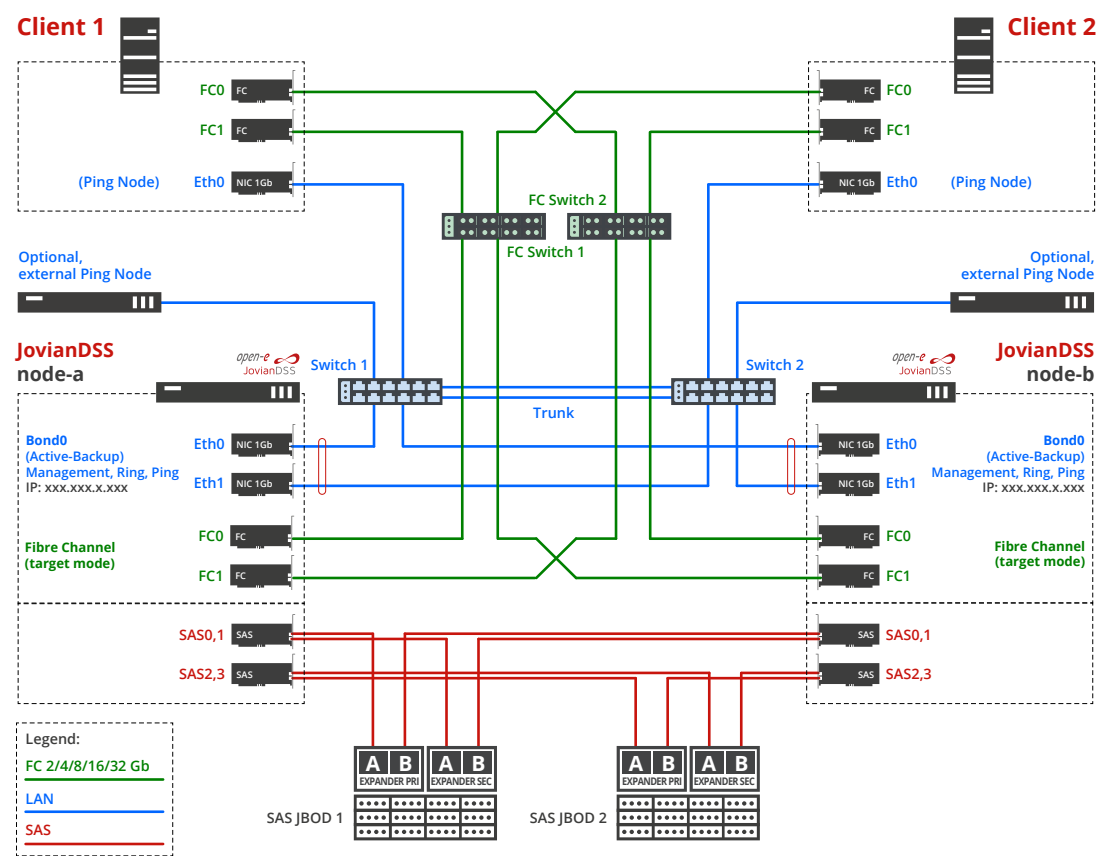 Client 1
Client 2
FC0 FC
FC FC0
FC1 FC
FC FC1
(Ping Node) Eth0 NIC 1Gb
NIC 1Gb Eth0 (Ping Node)
FC Switch 2
FC Switch 1
Optional,
external Ping Node
Optional,
external Ping Node
JovianDSS
node-a
open-e
JovianDSS
Switch 1
Switch 2
open-e
JovianDSS
JovianDSS
node-b
Trunk
Bond0
(Active-Backup)
Management, Ring, Ping
IP: xxx.xxx.x.xxx
Eth0 NIC 1Gb
Eth1 NIC 1Gb
NIC 1Gb Eth0
NIC 1Gb Eth1
Bond0
(Active-Backup)
Management, Ring, Ping
IP: xxx.xxx.x.xxx
Fibre Channel
(target mode)
FC0 FC
FC1 FC
FC FC0
FC FC1
Fibre Channel
(target mode)
SAS0,1 SAS
SAS SAS0,1
SAS2,3 SAS
SAS SAS2,3
Legend:
FC 2/4/8/16/32 Gb
LAN
SAS
A B A B
EXPANDER PRI EXPANDER SEC
SAS JBOD 1
A B A B
EXPANDER PRI EXPANDER SEC
SAS JBOD 2